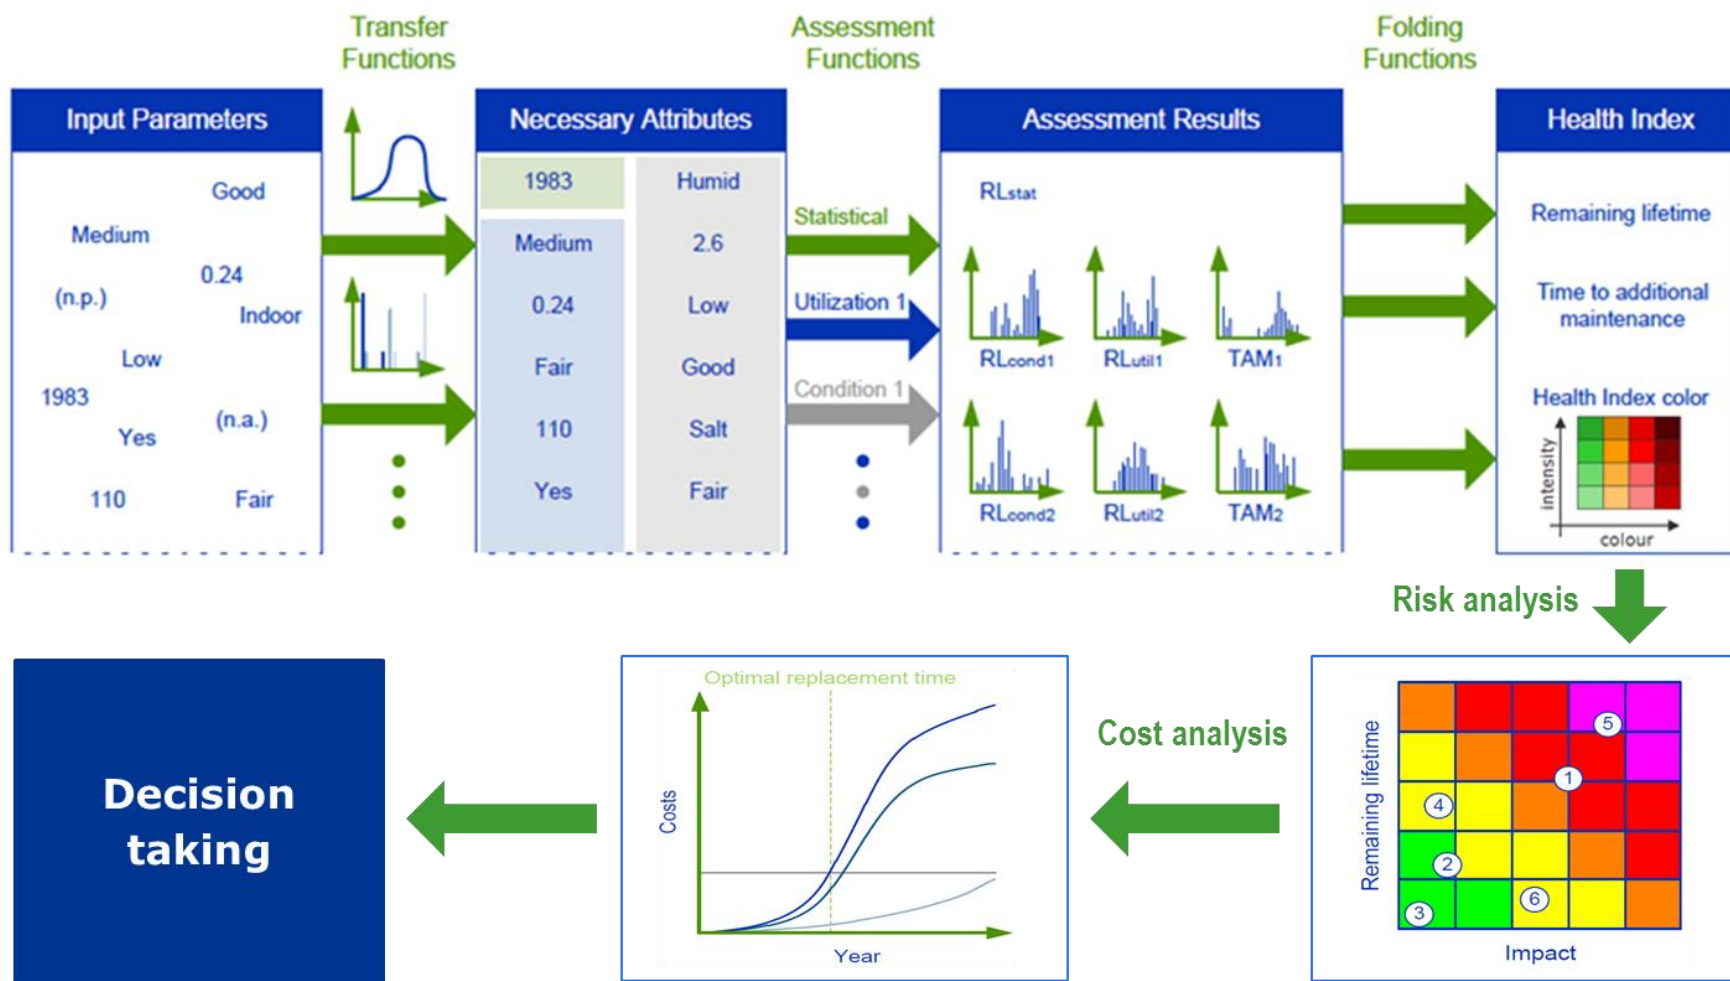 Transfer
Functions
Assessment
Functions
Folding
Functions
Input Parameters
Necessary Attributes
Assessment Results
Health Index
Good
Medium
0.24
(n.p.)
Indoor
Low
1983
(n.a.)
Yes
110
Fair
1983
Medium
0.24
Fair
110
Yes
Humid
2.6
Low
Good
Salt
Fair
Statistical
Utilization 1
Condition 1
RLstat
RLcond1
RLutil1
TAM1
RLcond2
RLutil2
TAM2
Remaining lifetime
Time to additional
maintenance
Health Index color
intensity
colour
Risk analysis
Remaining lifetime
5
1
4
2
6
3
Impact
Cost analysis
Optimal replacement time
Costs
Year
Decision
taking